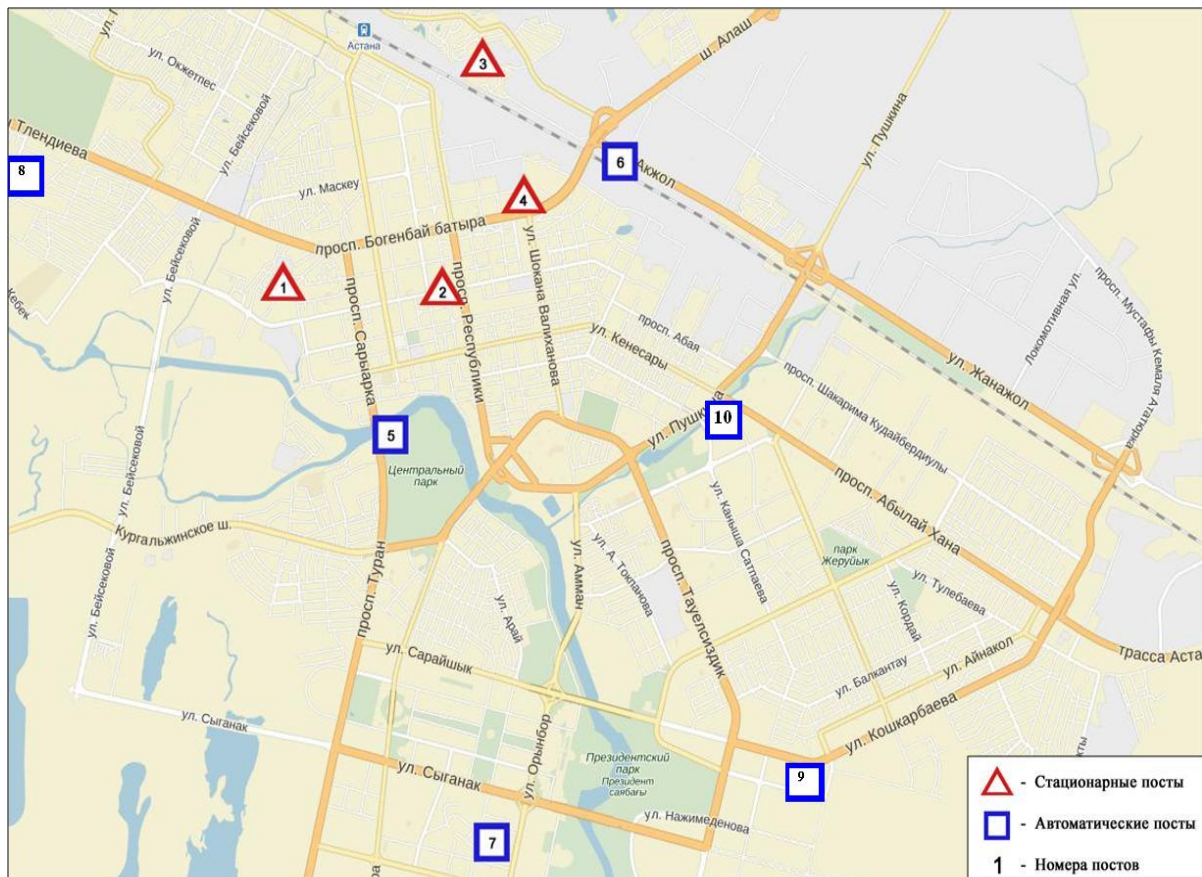 Астана
ул. Окжетпес
ул. Бейсековой
3
ш. Алаш
ул. Пушкина
Тлендиева
8
6
Акжол
ул. Маскеу
4
просп. Богенбай батыра
ул. Бейсековой
Кебек
1
2
просп. Сарыарка
просп. Республики
ул. Шокана Валиханова
ул. Кенесары
просп. Абая
Локомотивная ул.
просп. Мустафы Кемаля Ататюрка
ул. Жанажол
просп. Шакарима Кудайбердиулы
ул. Пушкина
10
5
Центральный
парк
ул. Бейсековой
Кургальжинское ш.
просп. Абылай Хана
ул. Каныша Сатпаева
парк
Жеруйык
ул. Тулебаева
ул. Кордай
ул. Айнакол
ул. Балкантау
трасса Аста
просп. Туран
ул. Бейсековой
ул. Арай
ул. Амман
ул. А. Токпанова
просп. Тауелсиздик
ул. Сарайшык
ул. Сыганак
ул. Кошкарбаева
ул. Орынбор
Президентский
парк
Президент
саябағы
9
ул. Сыганак
ул. Нажимеденова
7
кты
- Стационарные посты
- Автоматические посты
1 - Номера постов